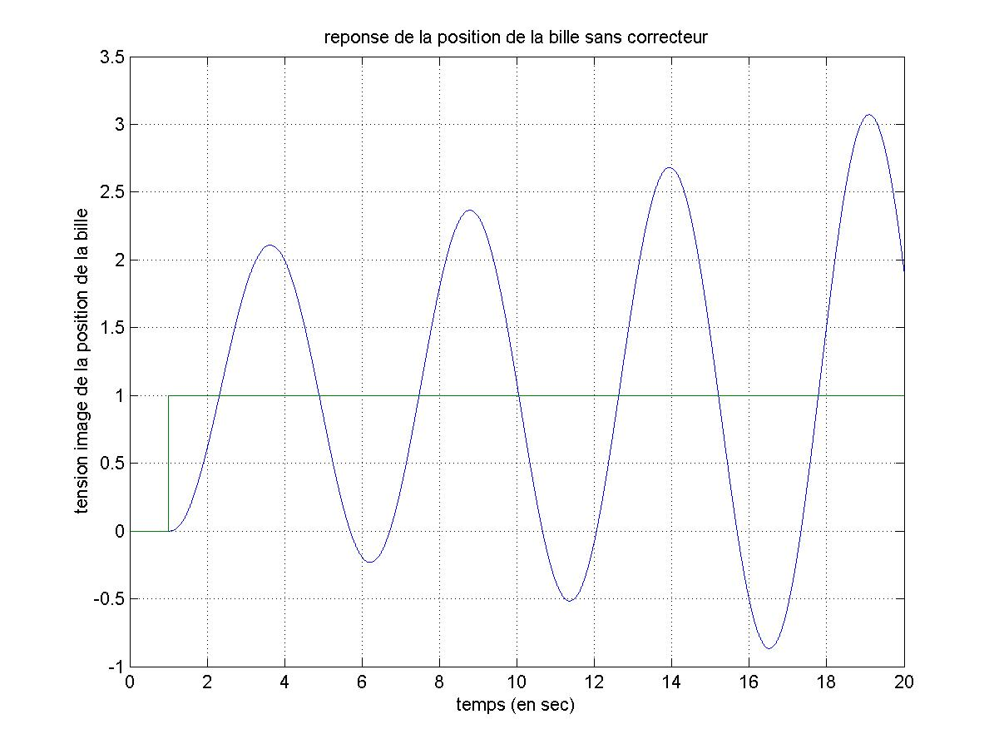 reponse de la position de la bille sans correcteur
tension image de la position de la bille
3.5
3
2.5
2
1.5
1
0.5
0
-0.5
-1
0 2 4 6 8 10 12 14 16 18 20
temps (en sec)